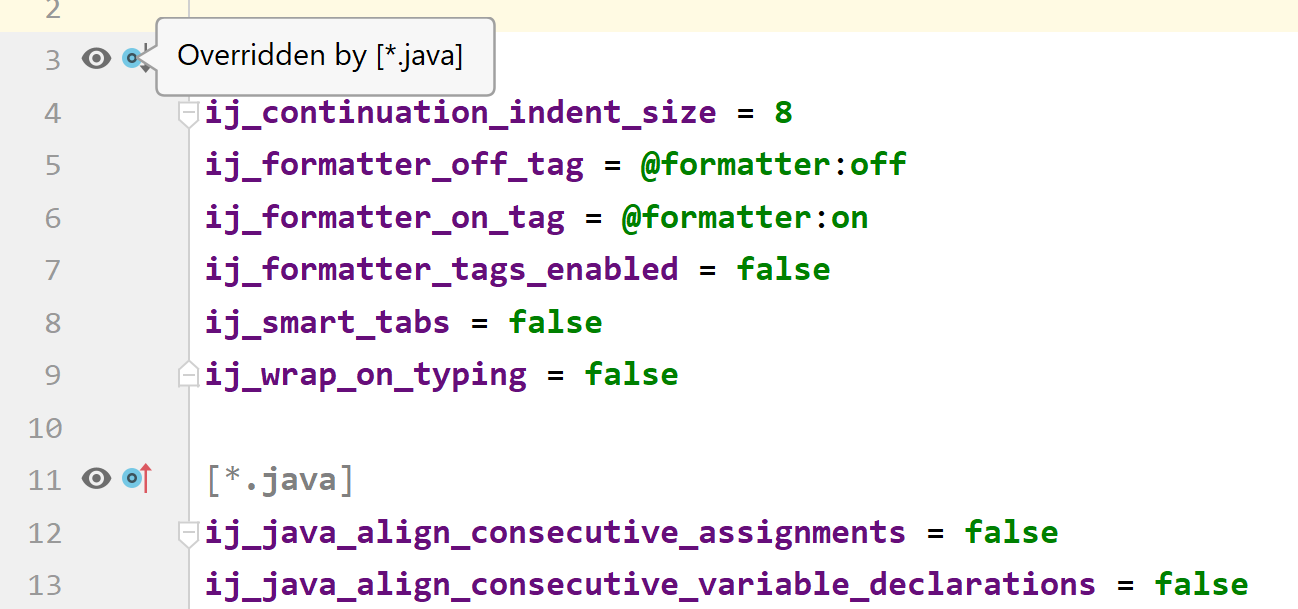 2
3 Overridden by [*.java]
4 ij_continuation_indent_size = 8
5 ij_formatter_off_tag = @formatter:off
6 ij_formatter_on_tag = @formatter:on
7 ij_formatter_tags_enabled = false
8 ij_smart_tabs = false
9 ij_wrap_on_typing = false
10
11 [*.java]
12 ij_java_align_consecutive_assignments = false
13 ij_java_align_consecutive_variable_declarations = false